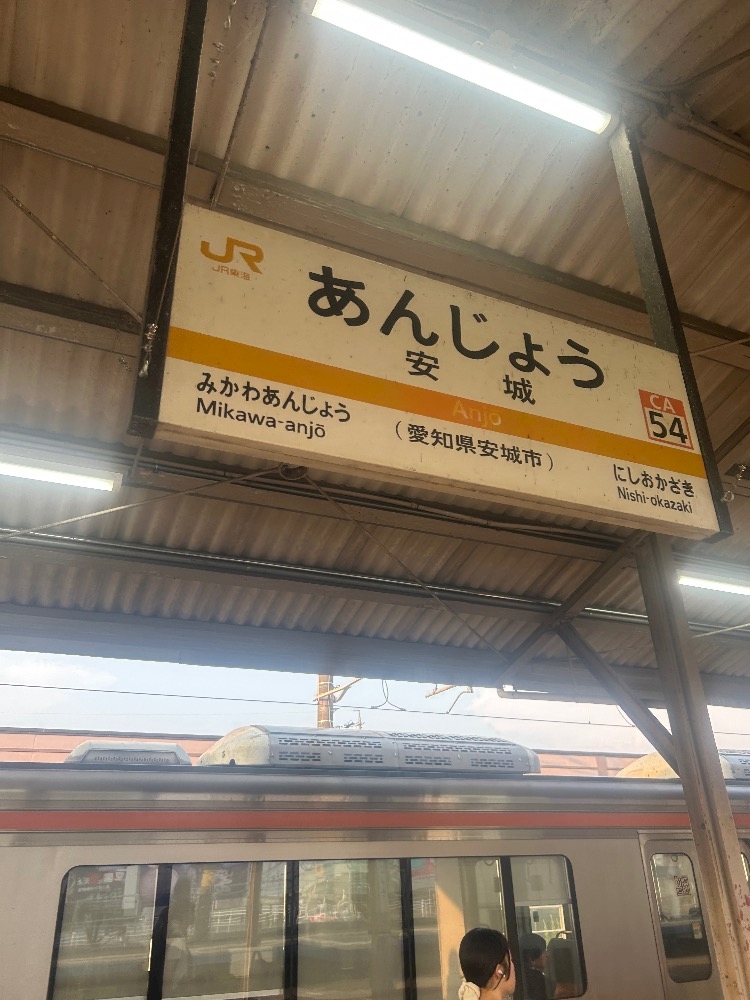 JR
JR東海
あんじょう
安城
Anjō
CA
54
みかわあんじょう
Mikawa-anjō
(愛知県安城市)
にしおかざき
Nishi-okazaki